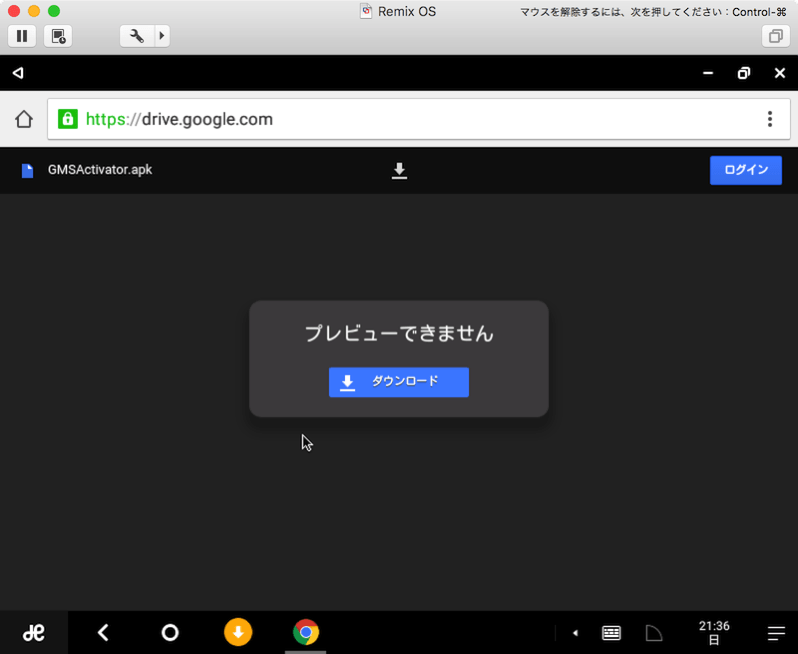 Remix OS
マウスを解除するには、次を押してください：Control-⌘
https://drive.google.com
GMSActivator.apk
ログイン
プレビューできません
ダウンロード
21:36
日